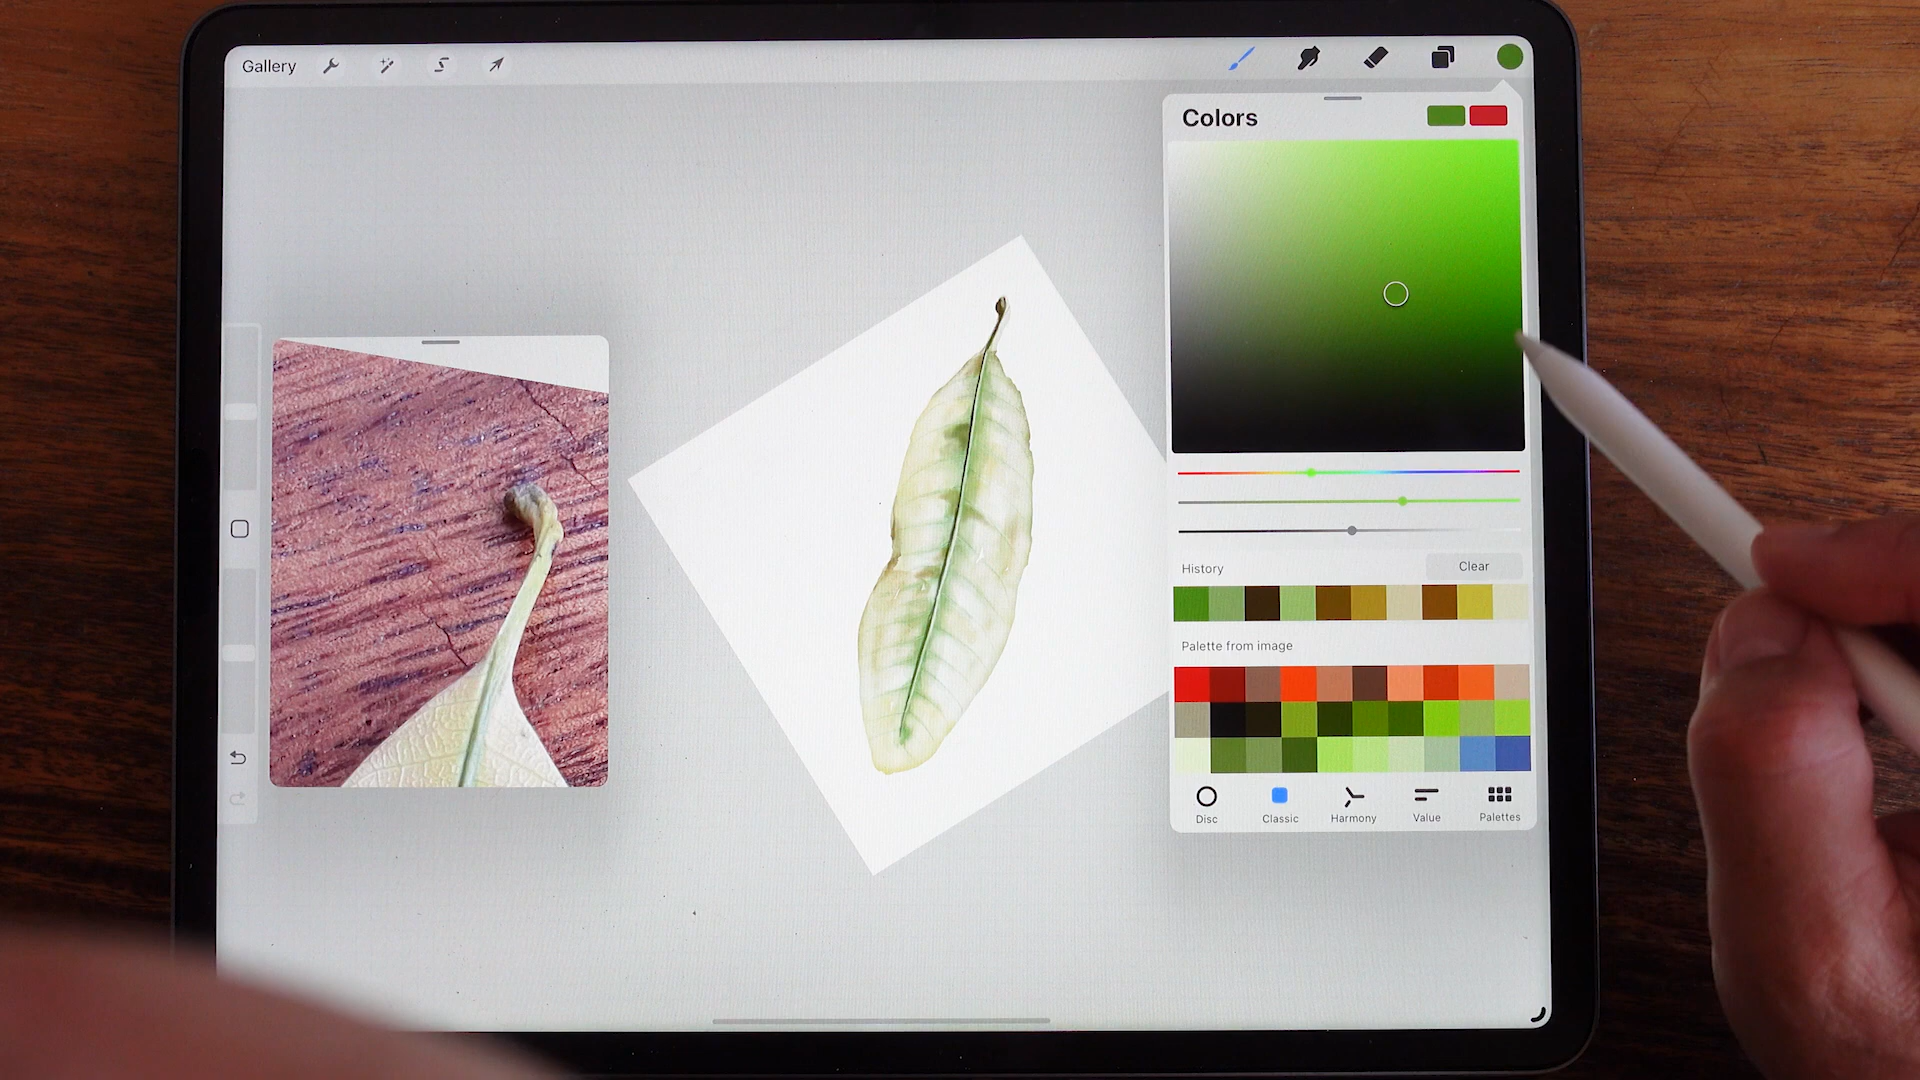 Gallery
Colors
History
Clear
Palette from image
Disc
Classic
Harmony
Value
Palettes